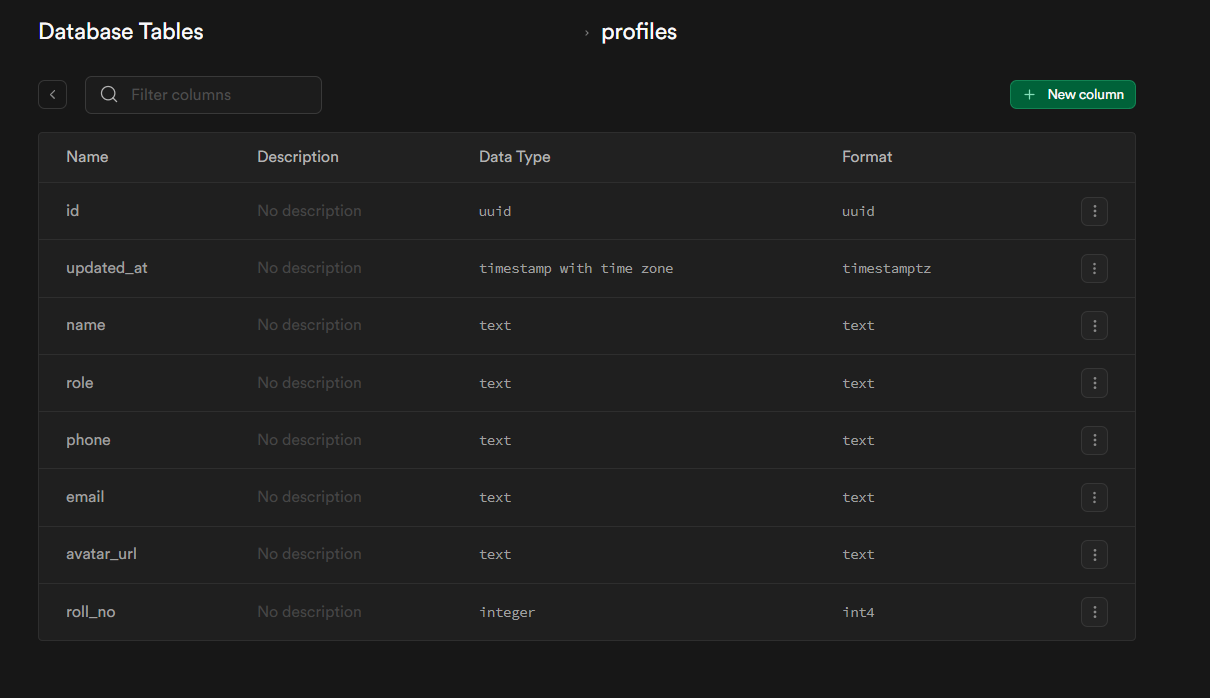 Database Tables › profiles
Filter columns
+ New column
Name Description Data Type Format
id No description uuid uuid
updated_at No description timestamp with time zone timestamptz
name No description text text
role No description text text
phone No description text text
email No description text text
avatar_url No description text text
roll_no No description integer int4